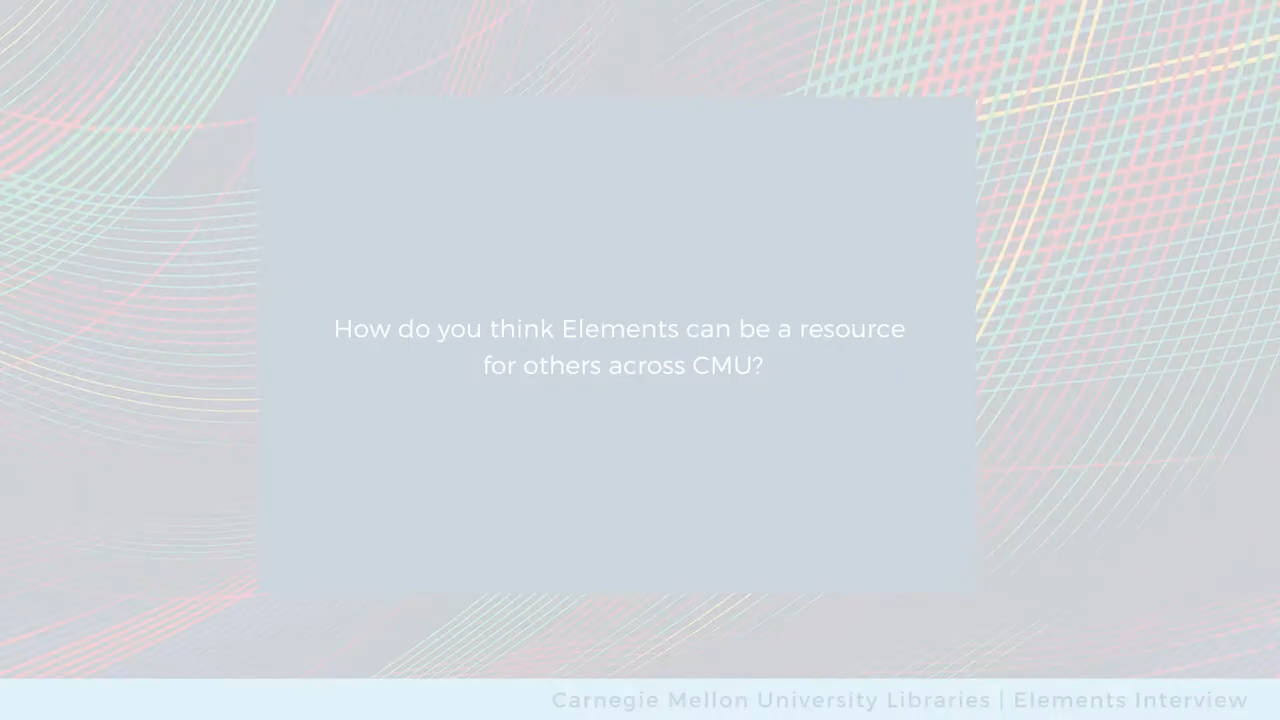 How do you think Elements can be a resource
for others across CMU?
Carnegie Mellon University Libraries | Elements Interview